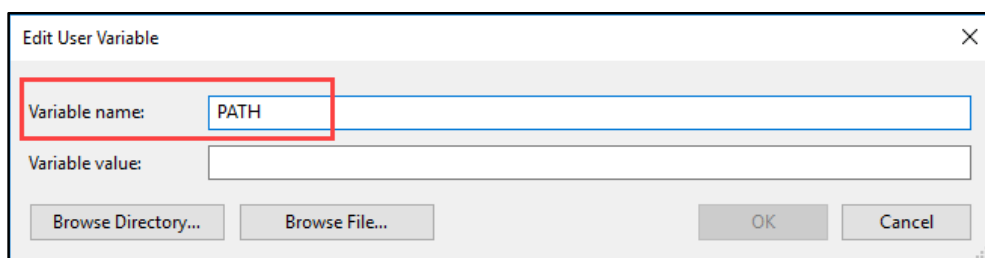 Edit User Variable
Variable name: PATH
Variable value:
Browse Directory... Browse File... OK Cancel